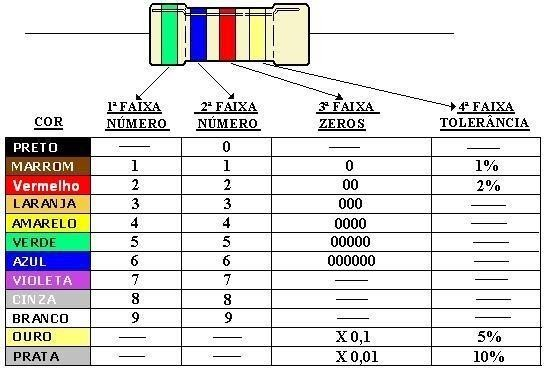 1ª FAIXA 2ª FAIXA 3ª FAIXA 4ª FAIXA
COR NÚMERO NÚMERO ZEROS TOLERÂNCIA
PRETO —— 0 —— ——
MARROM 1 1 0 1%
Vermelho 2 2 00 2%
LARANJA 3 3 000 ——
AMARELO 4 4 0000 ——
VERDE 5 5 00000 ——
AZUL 6 6 000000 ——
VIOLETA 7 7 —— ——
CINZA 8 8 —— ——
BRANCO 9 9 —— ——
OURO —— —— X 0,1 5%
PRATA —— —— X 0,01 10%